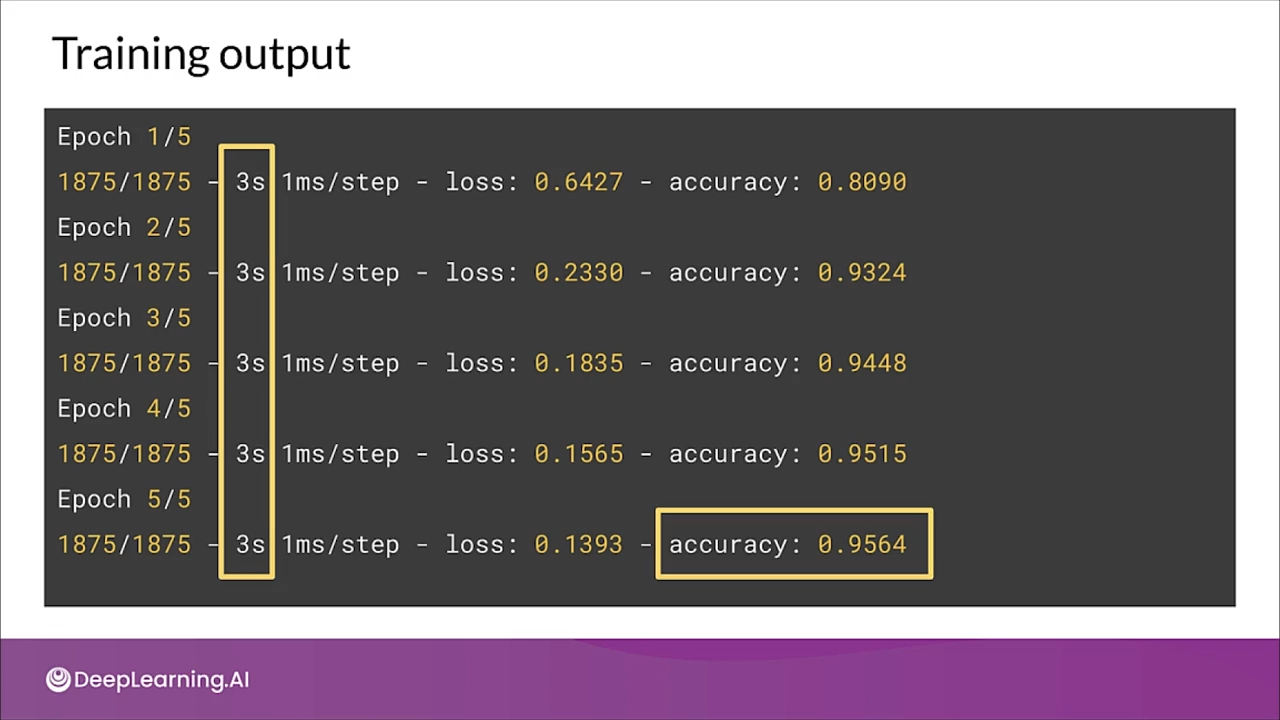 Training output
Epoch 1/5
1875/1875 - 3s 1ms/step - loss: 0.6427 - accuracy: 0.8090
Epoch 2/5
1875/1875 - 3s 1ms/step - loss: 0.2330 - accuracy: 0.9324
Epoch 3/5
1875/1875 - 3s 1ms/step - loss: 0.1835 - accuracy: 0.9448
Epoch 4/5
1875/1875 - 3s 1ms/step - loss: 0.1565 - accuracy: 0.9515
Epoch 5/5
1875/1875 - 3s 1ms/step - loss: 0.1393 - accuracy: 0.9564
DeepLearning.AI